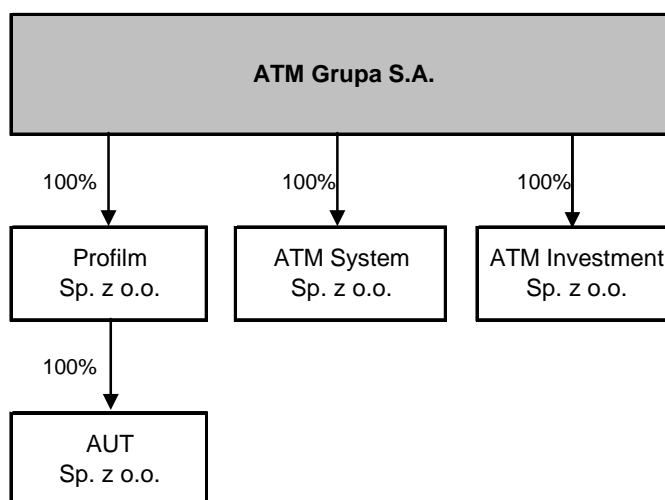 ATM Grupa S.A.
100%
100%
100%
Profilm
Sp. z o.o.
ATM System
Sp. z o.o.
ATM Investment
Sp. z o.o.
100%
AUT
Sp. z o.o.